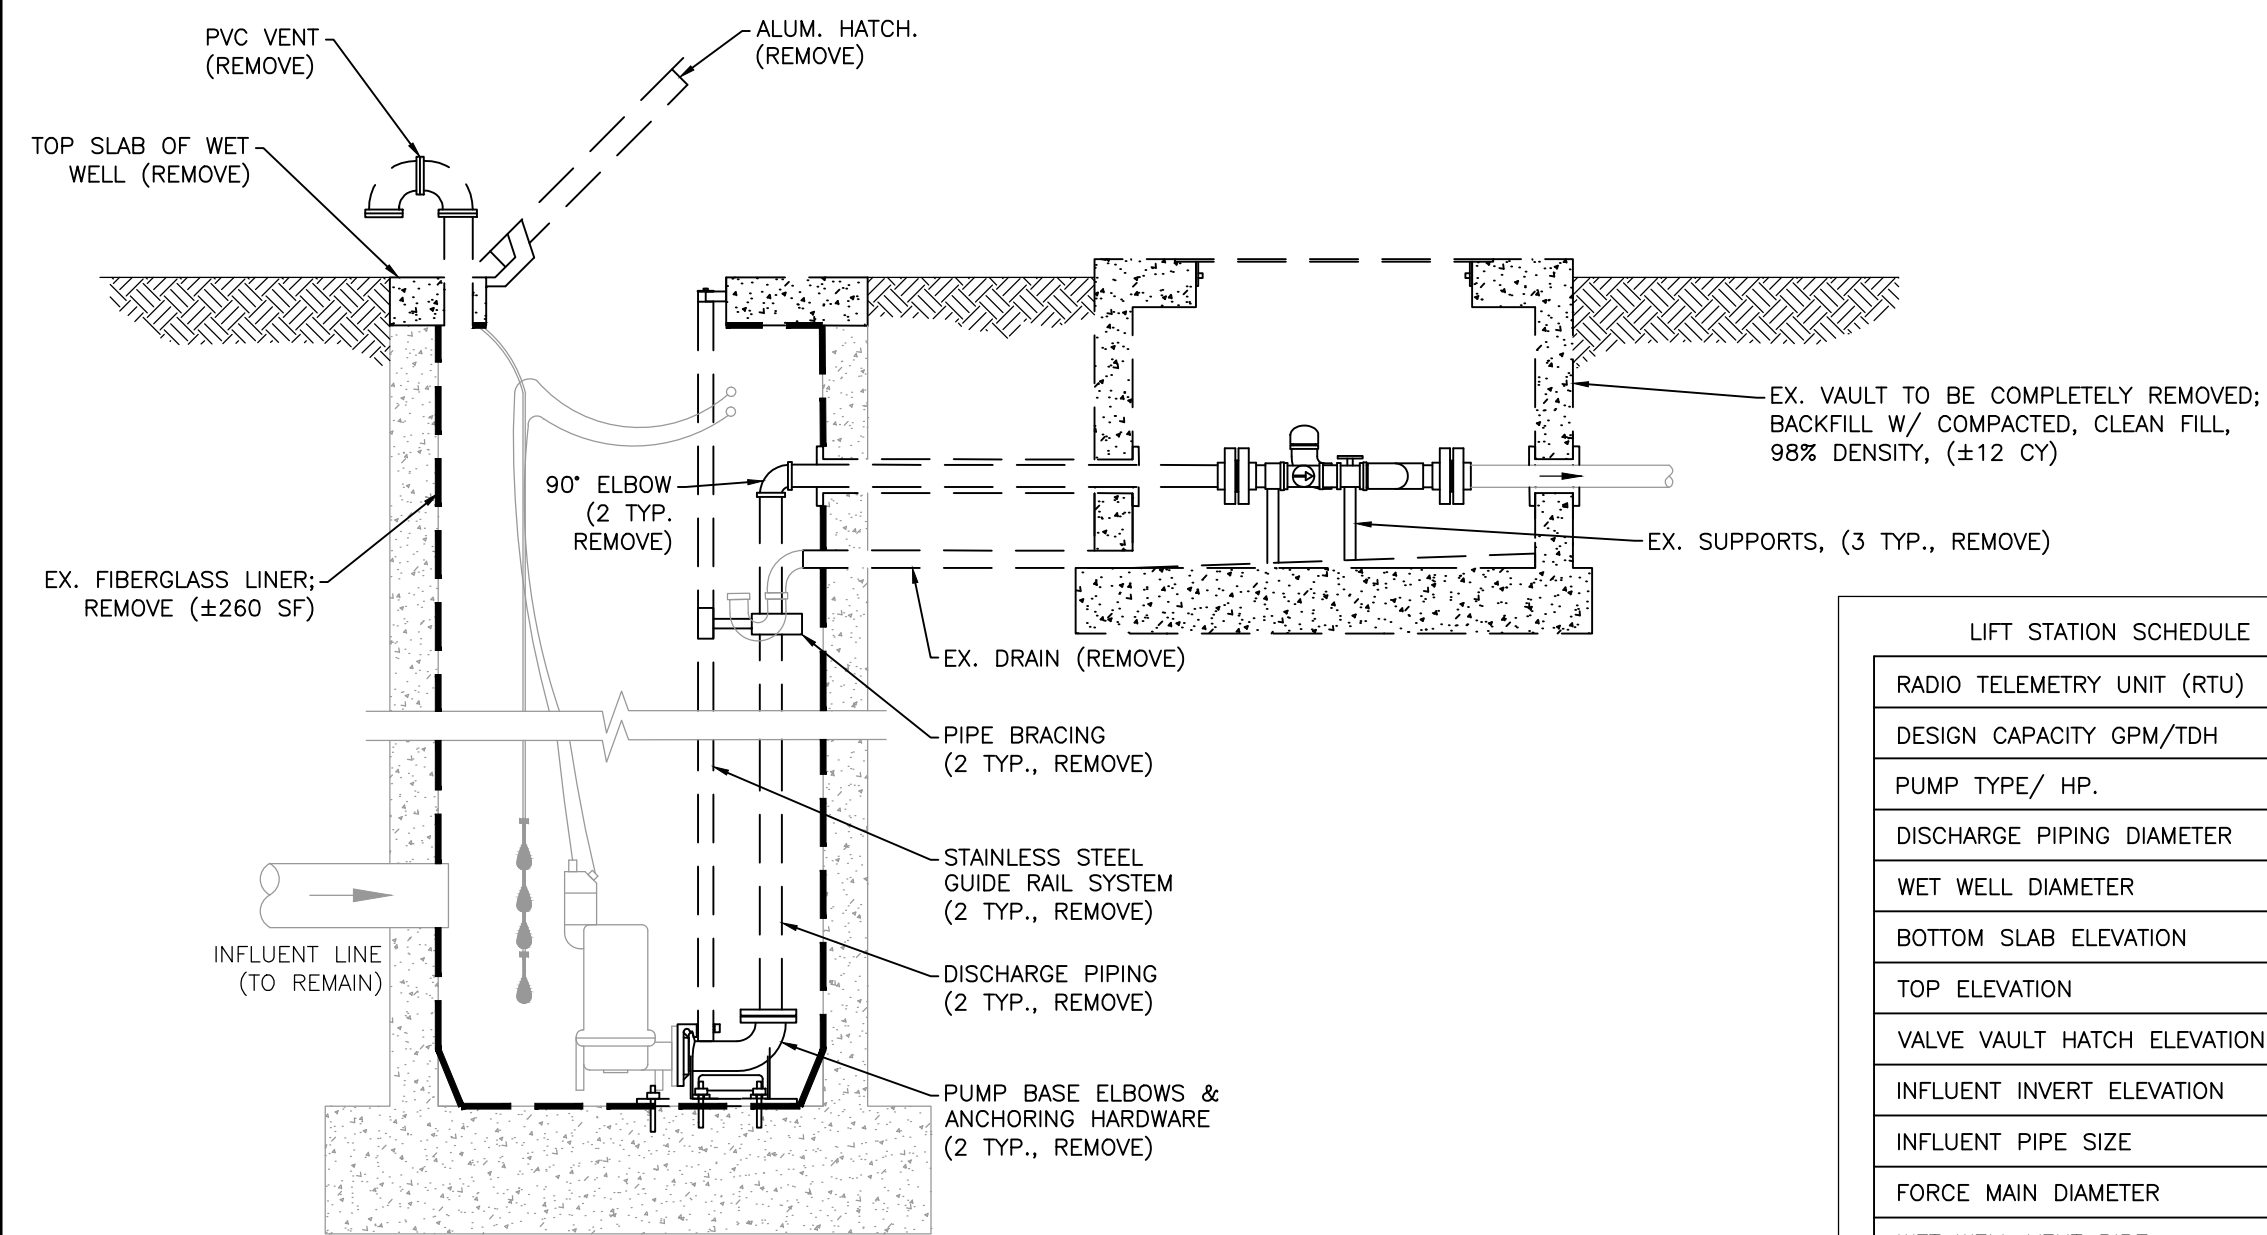 PVC VENT
(REMOVE)
ALUM. HATCH.
(REMOVE)
TOP SLAB OF WET
WELL (REMOVE)
EX. VAULT TO BE COMPLETELY REMOVED;
BACKFILL W/ COMPACTED, CLEAN FILL,
98% DENSITY, (±12 CY)
90° ELBOW
(2 TYP.
REMOVE)
EX. SUPPORTS, (3 TYP., REMOVE)
EX. FIBERGLASS LINER;
REMOVE (±260 SF)
EX. DRAIN (REMOVE)
PIPE BRACING
(2 TYP., REMOVE)
STAINLESS STEEL
GUIDE RAIL SYSTEM
(2 TYP., REMOVE)
INFLUENT LINE
(TO REMAIN)
DISCHARGE PIPING
(2 TYP., REMOVE)
PUMP BASE ELBOWS &
ANCHORING HARDWARE
(2 TYP., REMOVE)
LIFT STATION SCHEDULE
RADIO TELEMETRY UNIT (RTU)
DESIGN CAPACITY GPM/TDH
PUMP TYPE/ HP.
DISCHARGE PIPING DIAMETER
WET WELL DIAMETER
BOTTOM SLAB ELEVATION
TOP ELEVATION
VALVE VAULT HATCH ELEVATION
INFLUENT INVERT ELEVATION
INFLUENT PIPE SIZE
FORCE MAIN DIAMETER